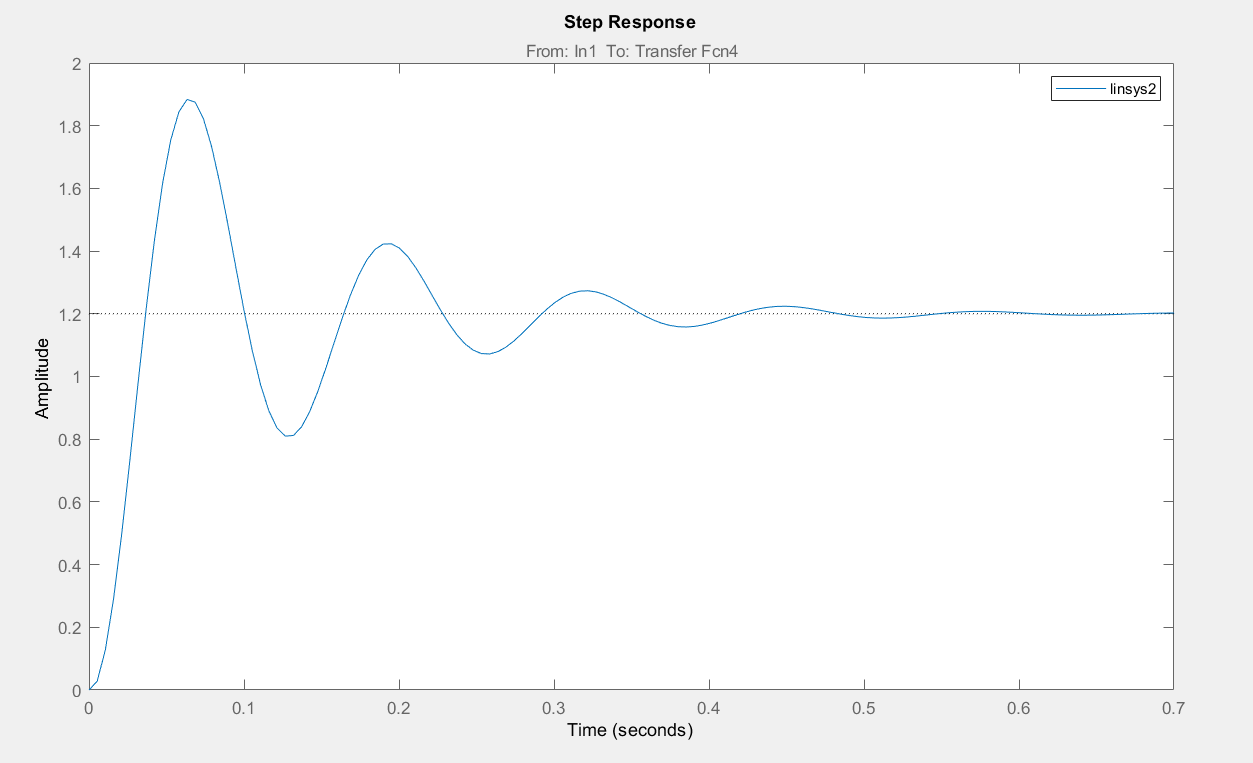 Step Response
From: In1 To: Transfer Fcn4
linsys2
2
1.8
1.6
1.4
1.2
1
0.8
0.6
0.4
0.2
0
Amplitude
0 0.1 0.2 0.3 0.4 0.5 0.6 0.7
Time (seconds)